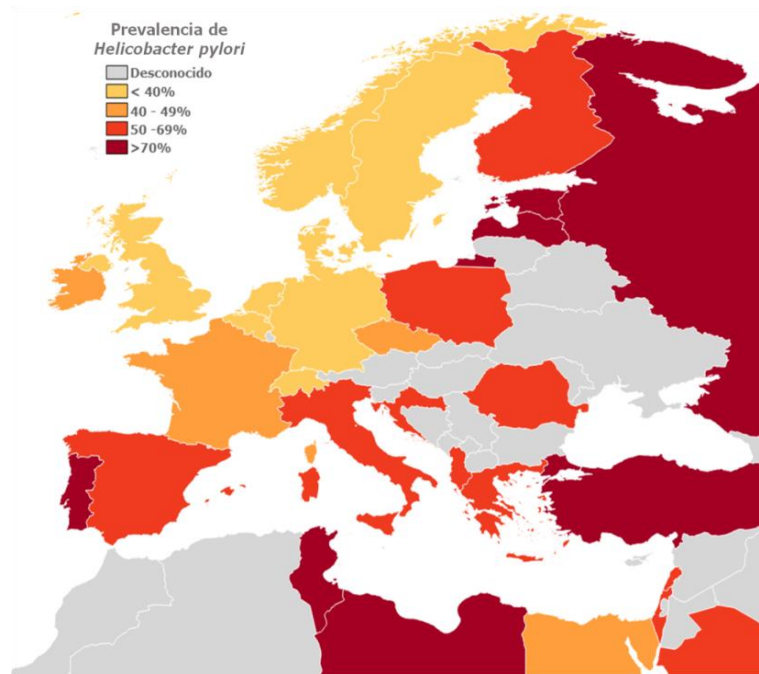 Prevalencia de
Helicobacter pylori
Desconocido
< 40%
40 - 49%
50 -69%
>70%